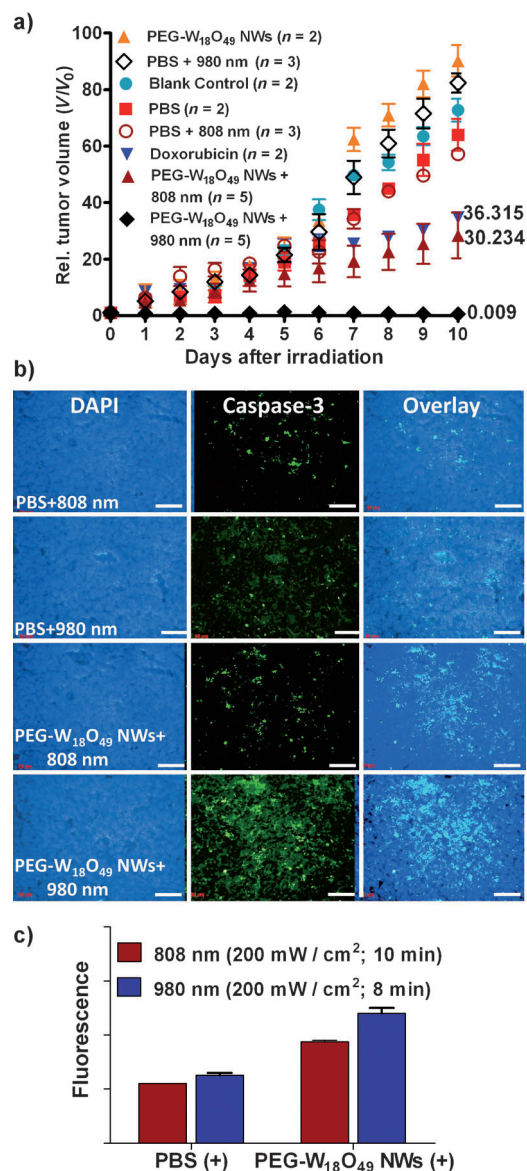 a)
PEG-W₁₈O₄₉ NWs (n = 2)
PBS + 980 nm (n = 3)
Blank Control (n = 2)
PBS (n = 2)
PBS + 808 nm (n = 3)
Doxorubicin (n = 2)
PEG-W₁₈O₄₉ NWs +
808 nm (n = 5)
PEG-W₁₈O₄₉ NWs +
980 nm (n = 5)
Rel. tumor volume (V/V₀)
100
80
60
40
20
0
36.315
30.234
0.009
0 1 2 3 4 5 6 7 8 9 10
Days after irradiation
b)
DAPI
Caspase-3
Overlay
PBS+808 nm
PBS+980 nm
PEG-W₁₈O₄₉ NWs+
808 nm
PEG-W₁₈O₄₉ NWs+
980 nm
c)
Fluorescence
808 nm (200 mW / cm²; 10 min)
980 nm (200 mW / cm²; 8 min)
PBS (+)
PEG-W₁₈O₄₉ NWs (+)